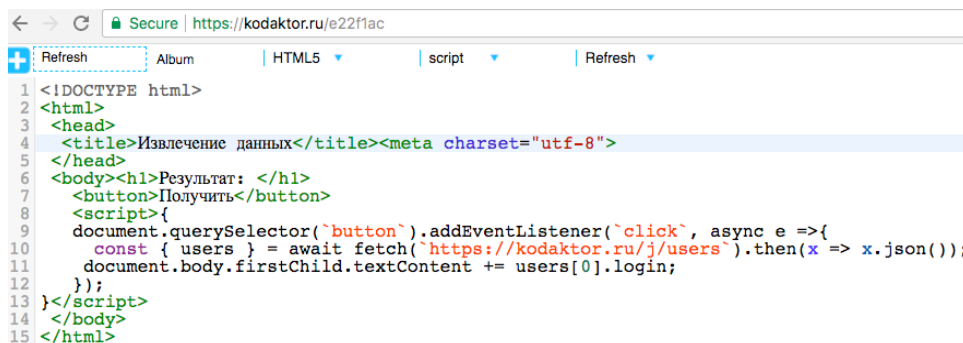 Secure | https://kodaktor.ru/e22f1ac
Refresh Album HTML5 script Refresh
1 <!DOCTYPE html>
2 <html>
3 <head>
4 <title>Извлечение данных</title><meta charset="utf-8">
5 </head>
6 <body><h1>Результат: </h1>
7 <button>Получить</button>
8 <script>{
9 document.querySelector(`button`).addEventListener(`click`, async e =>{
10 const { users } = await fetch(`https://kodaktor.ru/j/users`).then(x => x.json());
11 document.body.firstChild.textContent += users[0].login;
12 });
13 }</script>
14 </body>
15 </html>